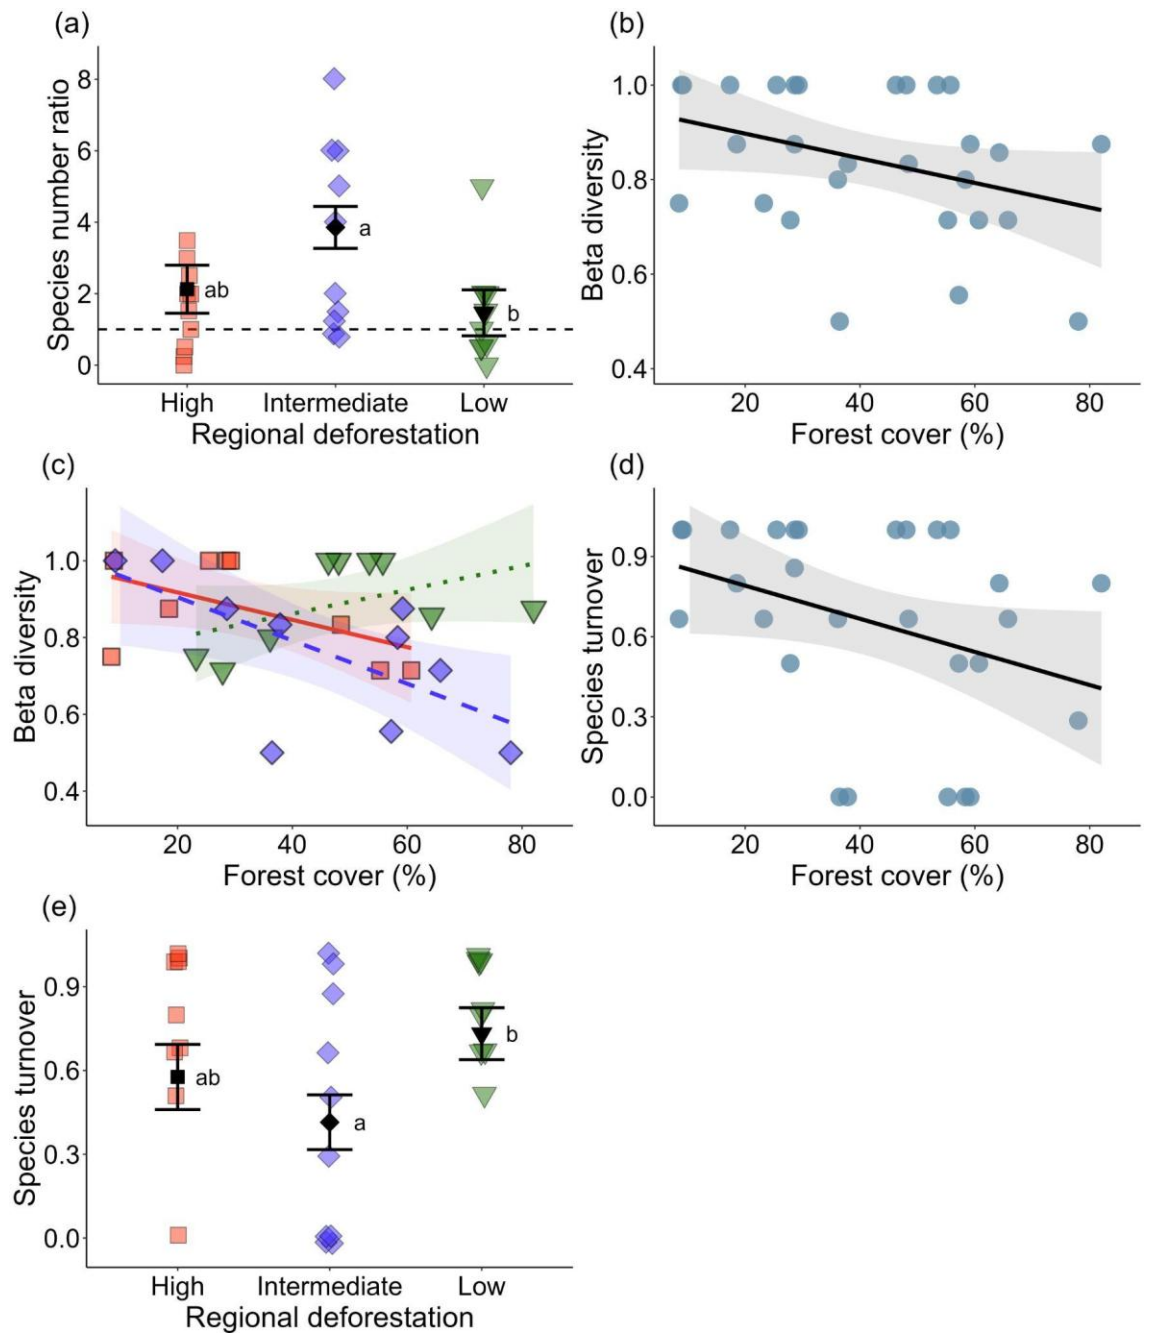 (a)
Species number ratio
8
6
4
2
0
ab
a
b
High Intermediate Low
Regional deforestation
(b)
Beta diversity
1.0
0.8
0.6
0.4
20 40 60 80
Forest cover (%)
(c)
Beta diversity
1.0
0.8
0.6
0.4
20 40 60 80
Forest cover (%)
(d)
Species turnover
0.9
0.6
0.3
0.0
20 40 60 80
Forest cover (%)
(e)
Species turnover
0.9
0.6
0.3
0.0
ab
a
b
High Intermediate Low
Regional deforestation